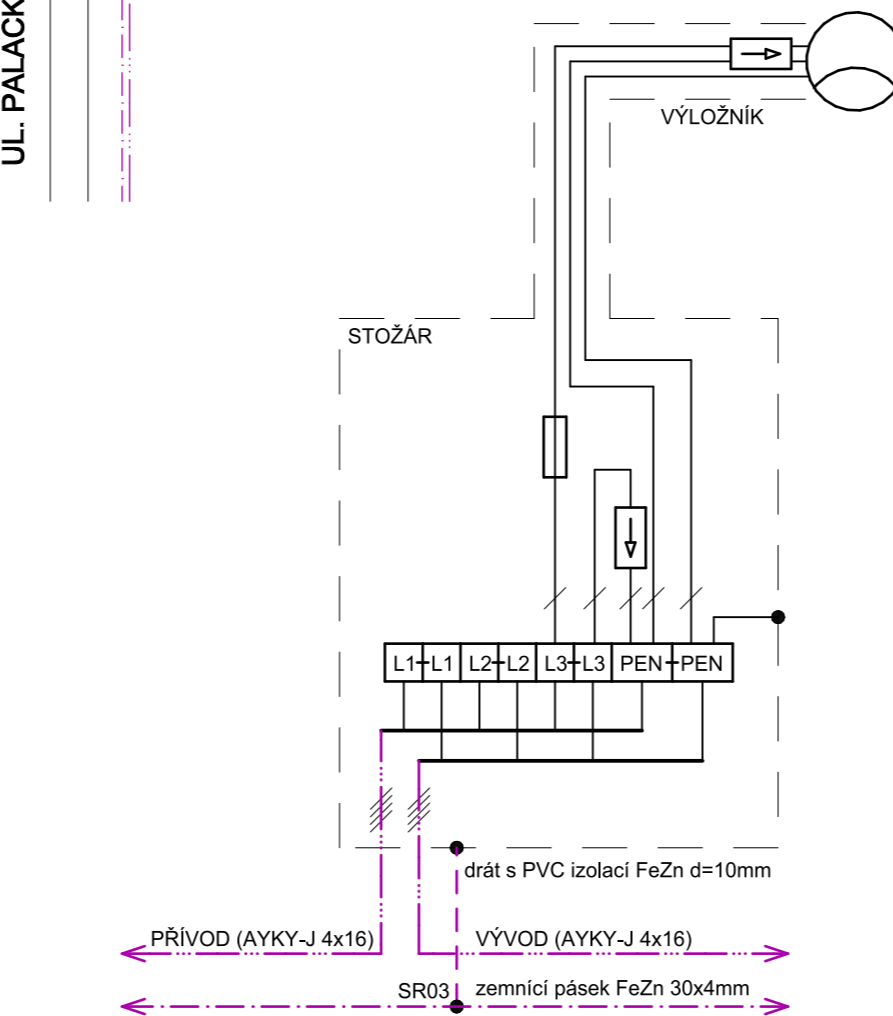 UL. PALACK
VÝLOŽNÍK
STOŽÁR
L1 L1 L2 L2 L3 L3 PEN PEN
drát s PVC izolací FeZn d=10mm
PŘÍVOD (AYKY-J 4x16)
VÝVOD (AYKY-J 4x16)
SR03
zemnící pásek FeZn 30x4mm